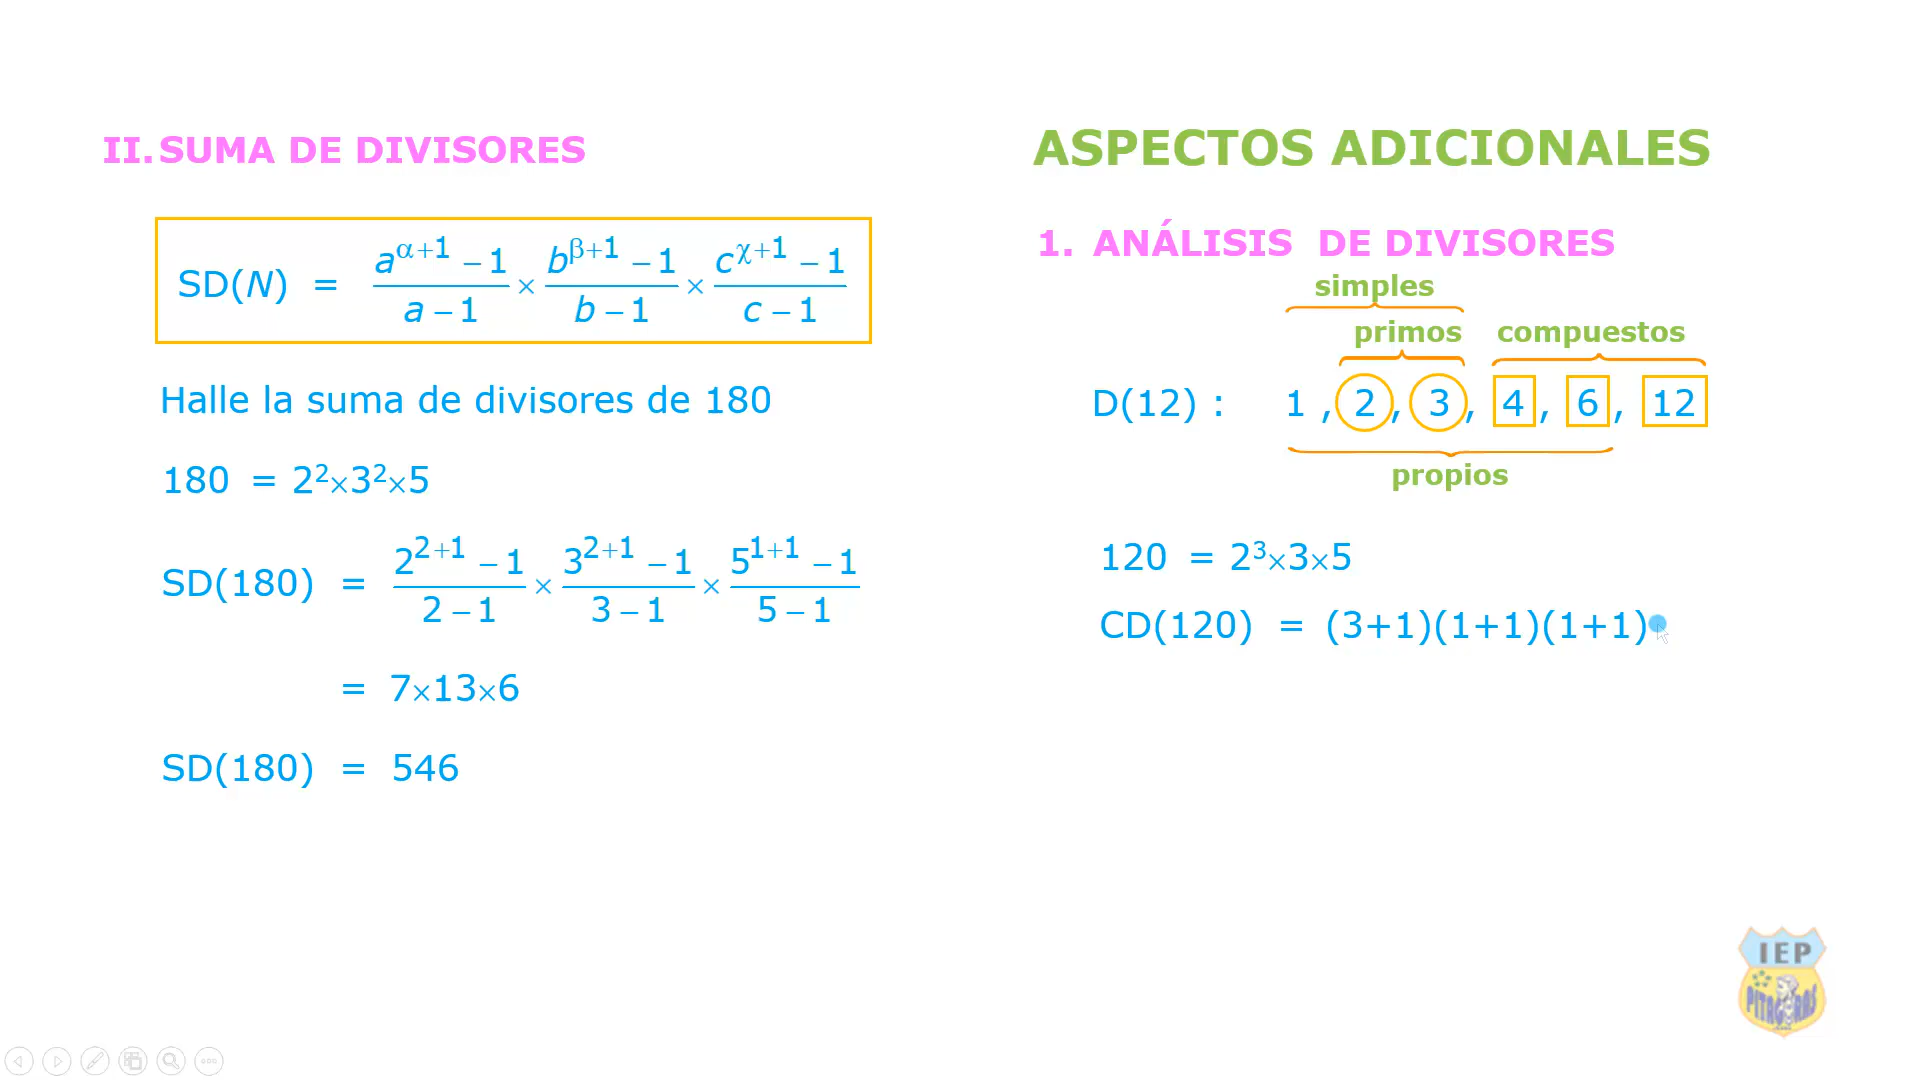 II. SUMA DE DIVISORES
SD(N) = a^(α+1) − 1 / a − 1 × b^(β+1) − 1 / b − 1 × c^(χ+1) − 1 / c − 1
Halle la suma de divisores de 180
180 = 2²×3²×5
SD(180) = 2^(2+1) − 1 / 2 − 1 × 3^(2+1) − 1 / 3 − 1 × 5^(1+1) − 1 / 5 − 1
= 7×13×6
SD(180) = 546
ASPECTOS ADICIONALES
1. ANÁLISIS DE DIVISORES
simples
primos compuestos
D(12) : 1 , 2 , 3 , 4 , 6 , 12
propios
120 = 2³×3×5
CD(120) = (3+1)(1+1)(1+1)
IEP
PITAGORAS